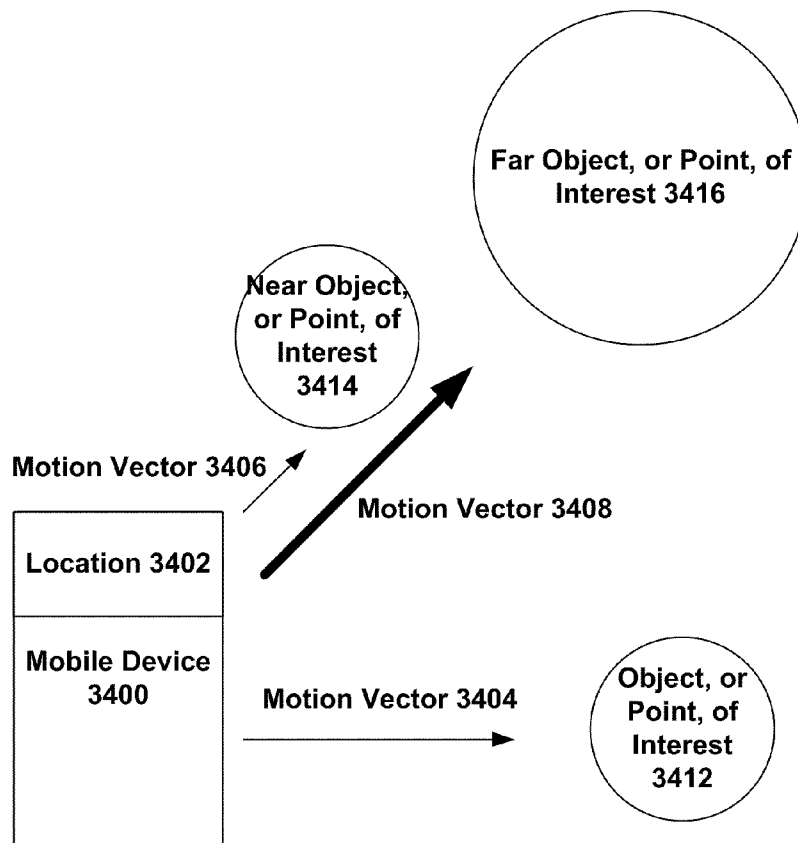 Far Object, or Point, of
Interest 3416
Near Object,
or Point, of
Interest
3414
Motion Vector 3406
Motion Vector 3408
Location 3402
Mobile Device
3400
Motion Vector 3404
Object, or
Point, of
Interest
3412